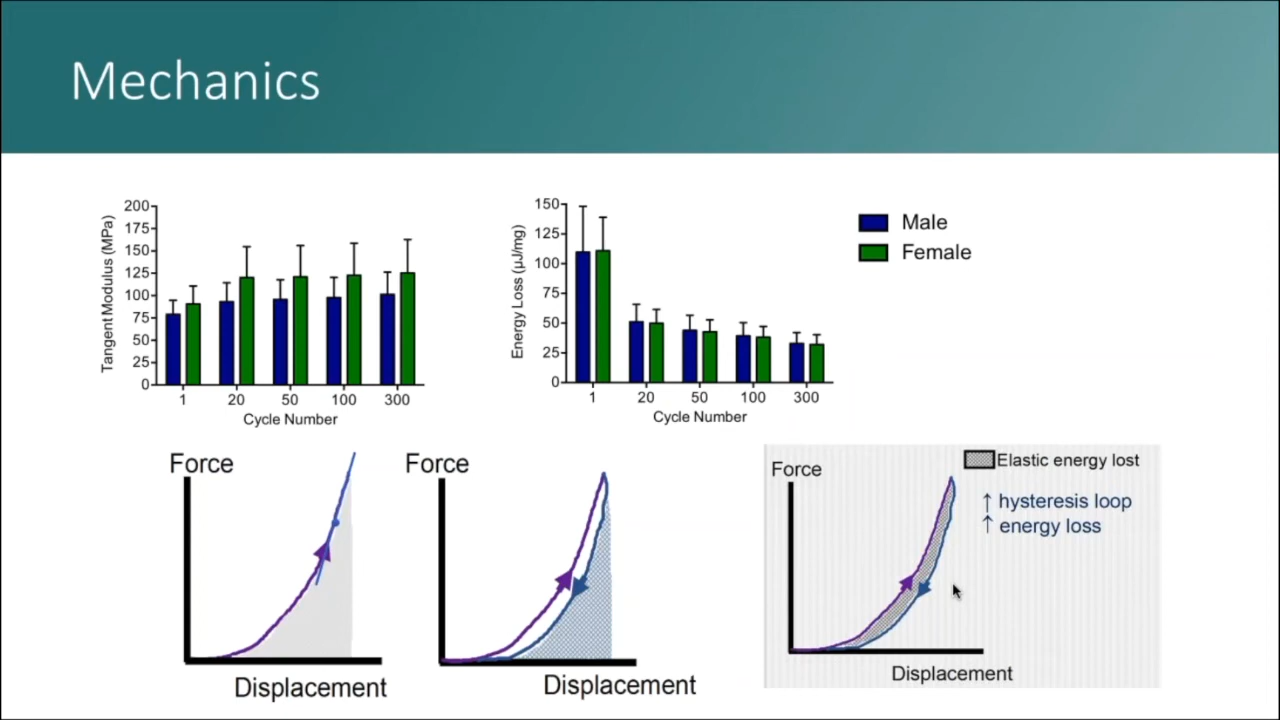 Mechanics
200
175
150
125
100
75
50
25
0
Tangent Modulus (MPa)
1 20 50 100 300
Cycle Number
150
125
100
75
50
25
0
Energy Loss (µJ/mg)
1 20 50 100 300
Cycle Number
Male
Female
Force
Displacement
Force
Displacement
Force
Elastic energy lost
↑ hysteresis loop
↑ energy loss
Displacement